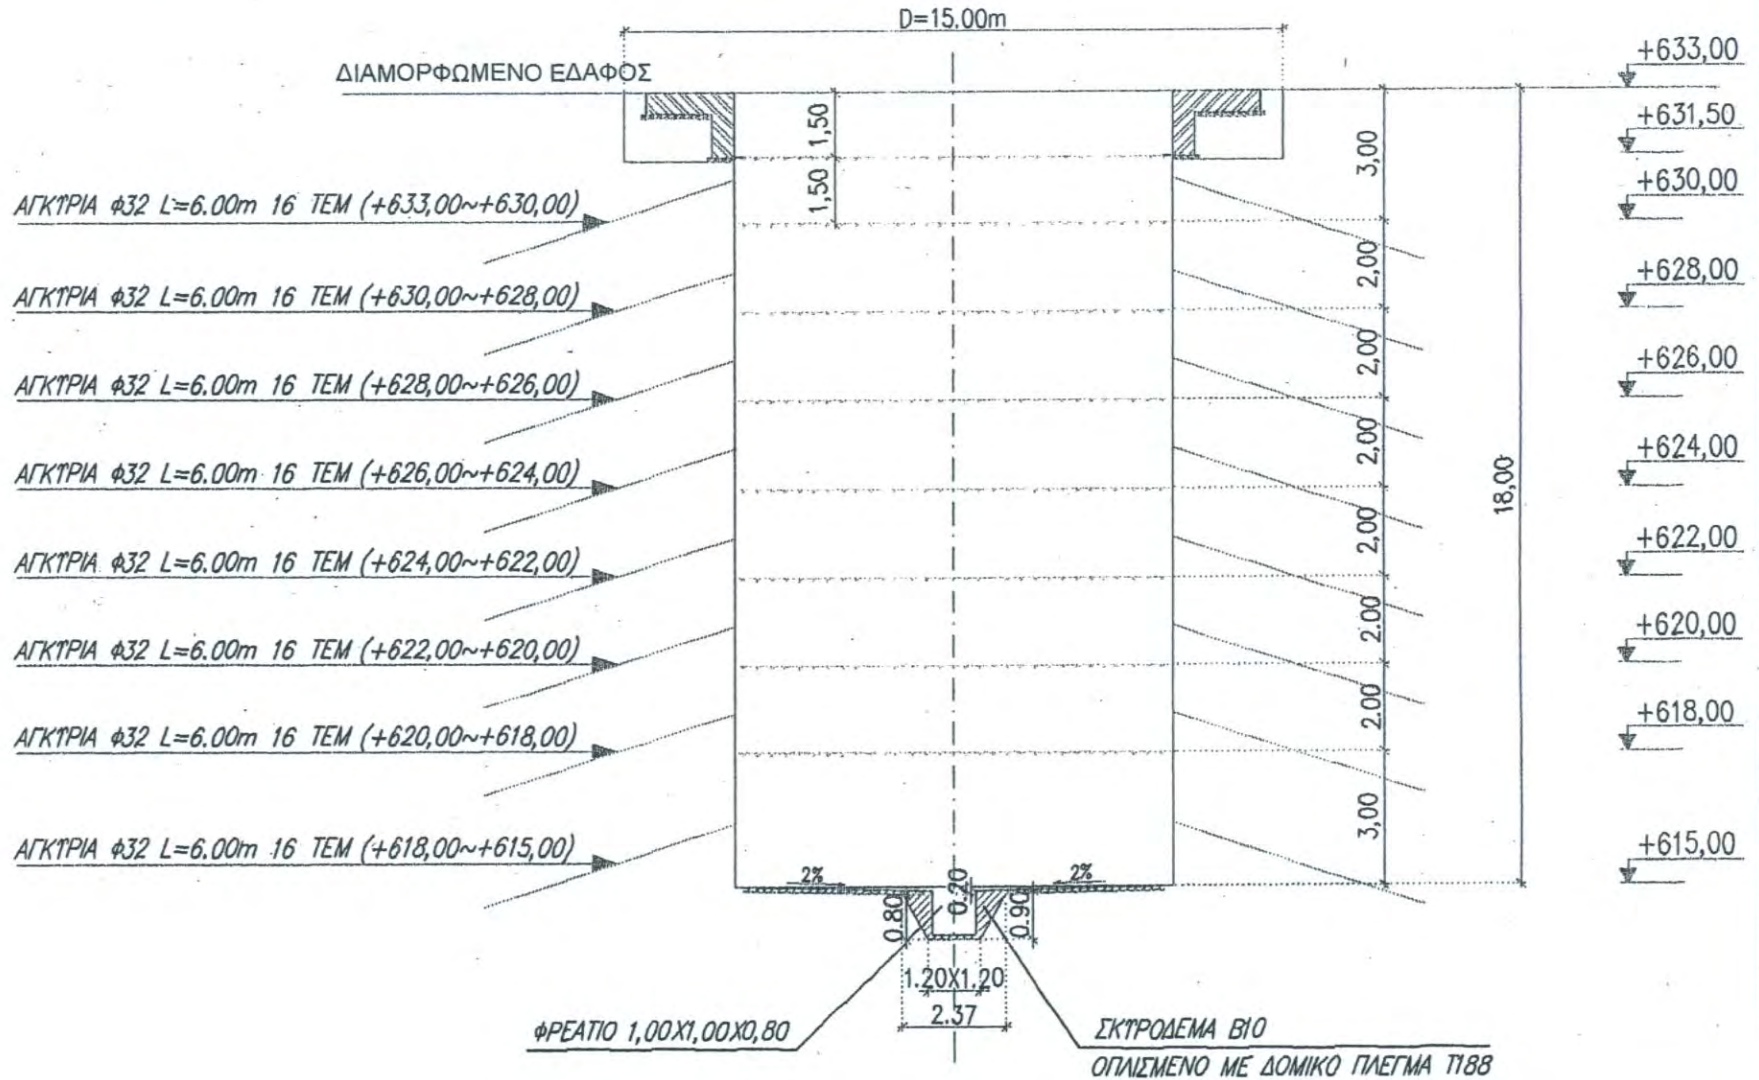 D=15.00m
ΔΙΑΜΟΡΦΩΜΕΝΟ ΕΔΑΦΟΣ
+633,00
1,50
+631,50
3,00
1,50
+630,00
ΑΓΚΥΡΙΑ Φ32 L=6.00m 16 ΤΕΜ (+633,00~+630,00)
2,00
+628,00
ΑΓΚΥΡΙΑ Φ32 L=6.00m 16 ΤΕΜ (+630,00~+628,00)
2,00
+626,00
ΑΓΚΥΡΙΑ Φ32 L=6.00m 16 ΤΕΜ (+628,00~+626,00)
2,00
+624,00
ΑΓΚΥΡΙΑ Φ32 L=6.00m 16 ΤΕΜ (+626,00~+624,00)
18,00
2,00
+622,00
ΑΓΚΥΡΙΑ Φ32 L=6.00m 16 ΤΕΜ (+624,00~+622,00)
2.00
+620,00
ΑΓΚΥΡΙΑ Φ32 L=6.00m 16 ΤΕΜ (+622,00~+620,00)
2.00
+618,00
ΑΓΚΥΡΙΑ Φ32 L=6.00m 16 ΤΕΜ (+620,00~+618,00)
3,00
+615,00
ΑΓΚΥΡΙΑ Φ32 L=6.00m 16 ΤΕΜ (+618,00~+615,00)
2%
2%
0.80
0.20
0.90
1.20X1.20
2.37
ΦΡΕΑΤΙΟ 1,00X1,00X0,80
ΣΚΥΡΟΔΕΜΑ Β10
ΟΠΛΙΣΜΕΝΟ ΜΕ ΔΟΜΙΚΟ ΠΛΕΓΜΑ Τ188